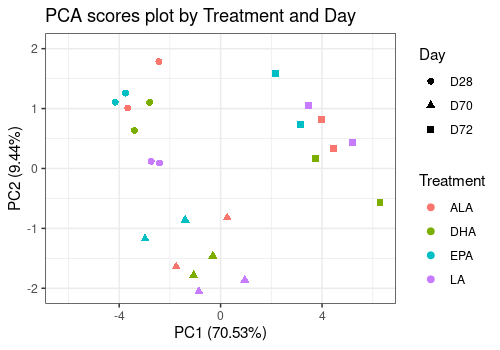 PCA scores plot by Treatment and Day
2
1
0
-1
-2
PC2 (9.44%)
-4
0
4
PC1 (70.53%)
Day
D28
D70
D72
Treatment
ALA
DHA
EPA
LA